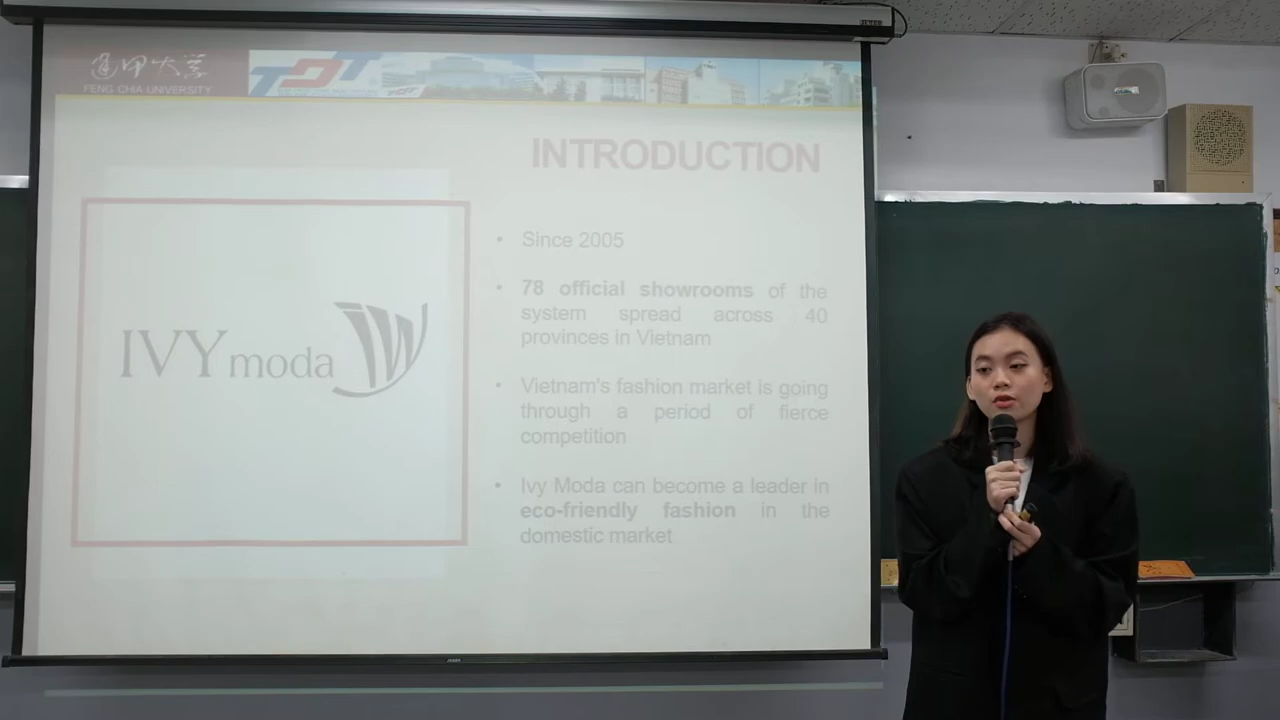 逢甲大學
FENG CHIA UNIVERSITY
TDT
INTRODUCTION
IVY moda
• Since 2005
• 78 official showrooms of the
system spread across 40
provinces in Vietnam
• Vietnam's fashion market is going
through a period of fierce
competition
• Ivy Moda can become a leader in
eco-friendly fashion in the
domestic market